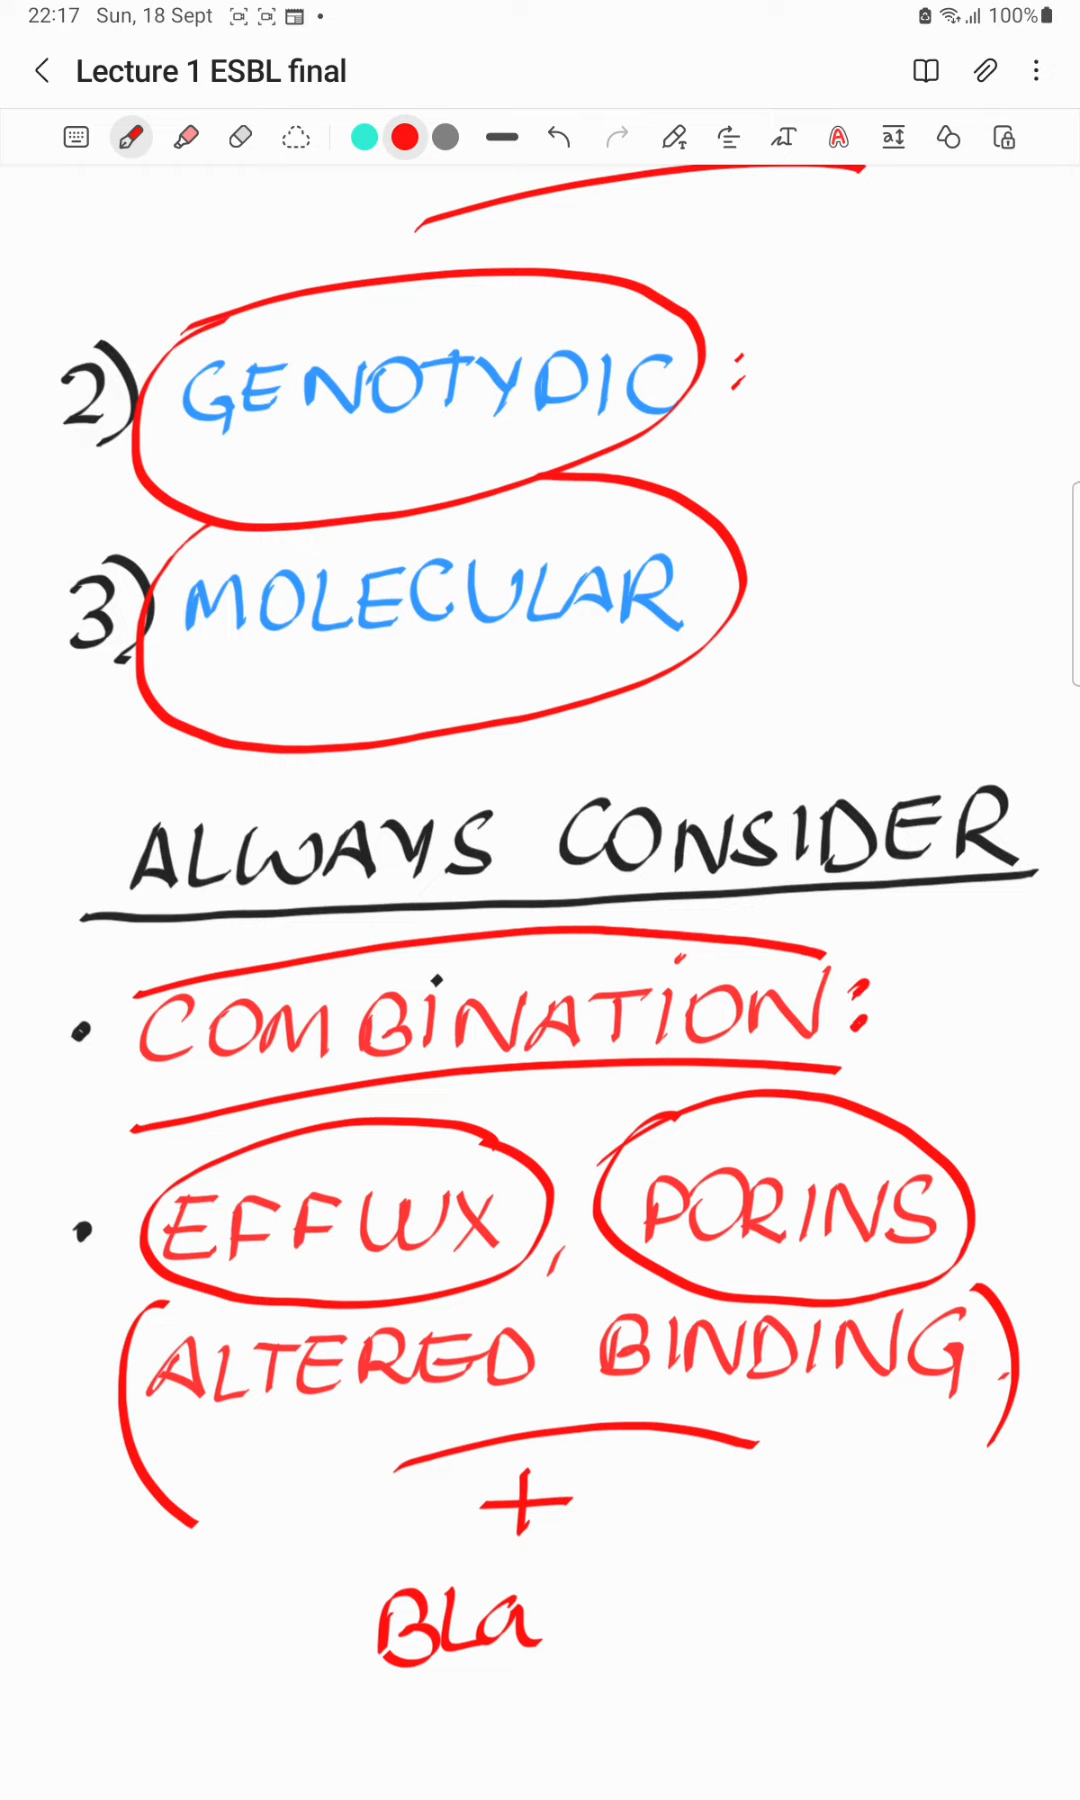 22:17 Sun, 18 Sept 100%
Lecture 1 ESBL final
2) GENOTYDIC :
3) MOLECULAR
ALWAYS CONSIDER
• COMBINATION:
• EFFLUX, PORINS
(ALTERED BINDING.)
+
BLa